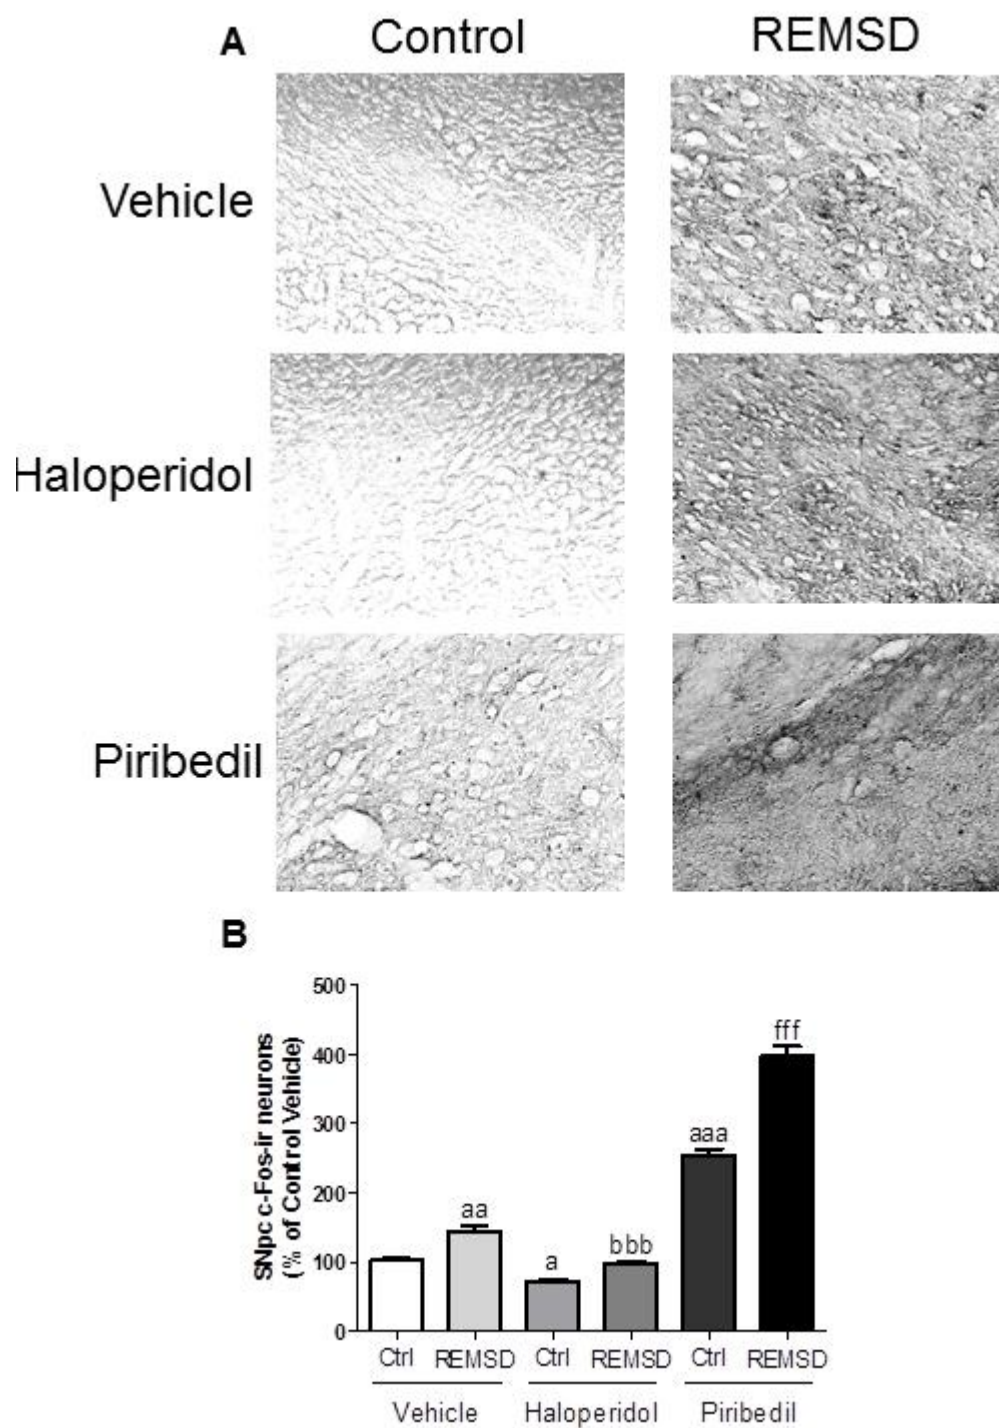 A Control REMSD
Vehicle
Haloperidol
Piribedil
B
SNpc c-Fos-ir neurons
(% of Control Vehicle)
500
400
300
200
100
0
aa
a
bbb
aaa
fff
Ctrl REMSD Ctrl REMSD Ctrl REMSD
Vehicle Haloperidol Piribedil